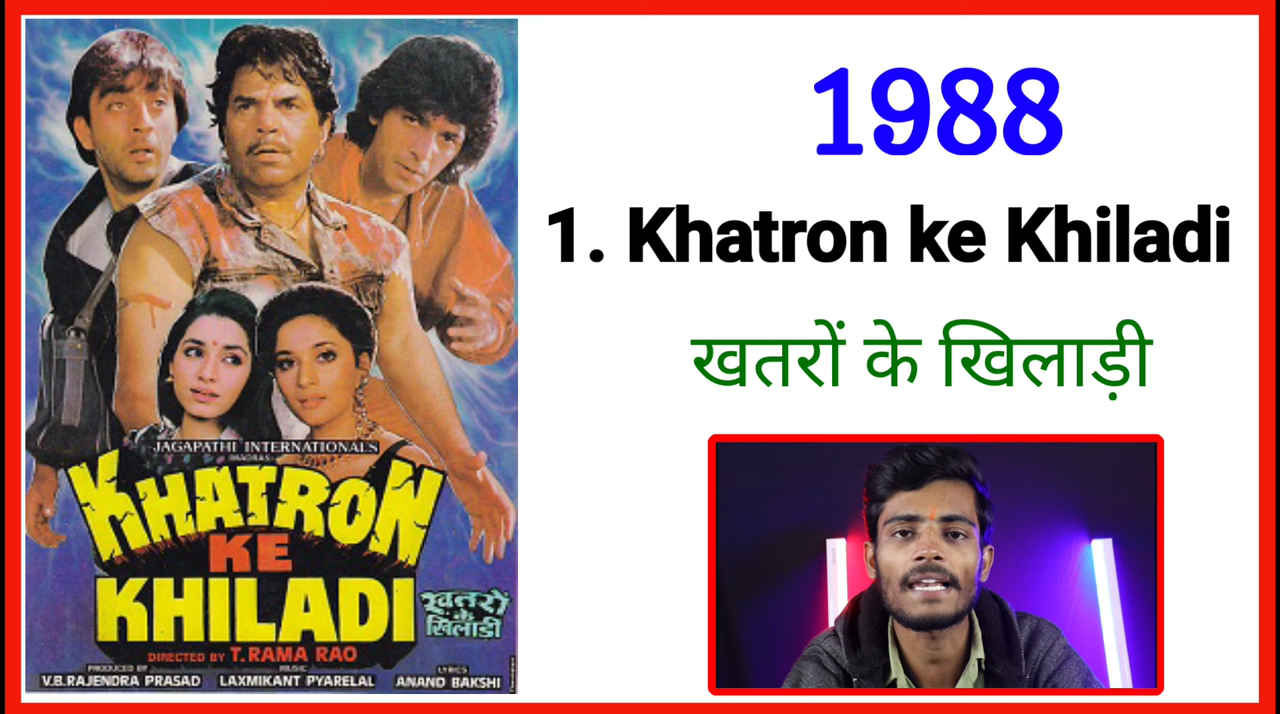 JAGAPATHI INTERNATIONAL'S
MADRAS
KHATRON
KE
KHILADI
खतरों
के
खिलाड़ी
DIRECTED BY T. RAMA RAO
PRODUCED BY
V.B. RAJENDRA PRASAD
MUSIC
LAXMIKANT PYARELAL
LYRICS
ANAND BAKSHI
1988
1. Khatron ke Khiladi
खतरों के खिलाड़ी